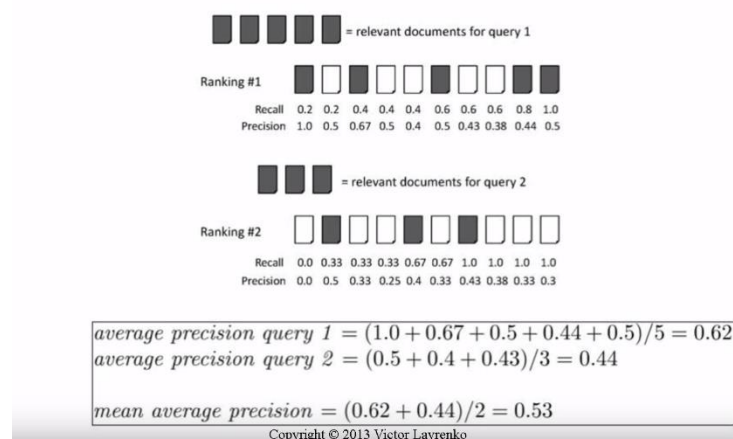 = relevant documents for query 1
Ranking #1
Recall 0.2 0.2 0.4 0.4 0.4 0.6 0.6 0.6 0.8 1.0
Precision 1.0 0.5 0.67 0.5 0.4 0.5 0.43 0.38 0.44 0.5
= relevant documents for query 2
Ranking #2
Recall 0.0 0.33 0.33 0.33 0.67 0.67 1.0 1.0 1.0 1.0
Precision 0.0 0.5 0.33 0.25 0.4 0.33 0.43 0.38 0.33 0.3
average precision query 1 = (1.0 + 0.67 + 0.5 + 0.44 + 0.5)/5 = 0.62
average precision query 2 = (0.5 + 0.4 + 0.43)/3 = 0.44
mean average precision = (0.62 + 0.44)/2 = 0.53
Copyright © 2013 Victor Lavrenko